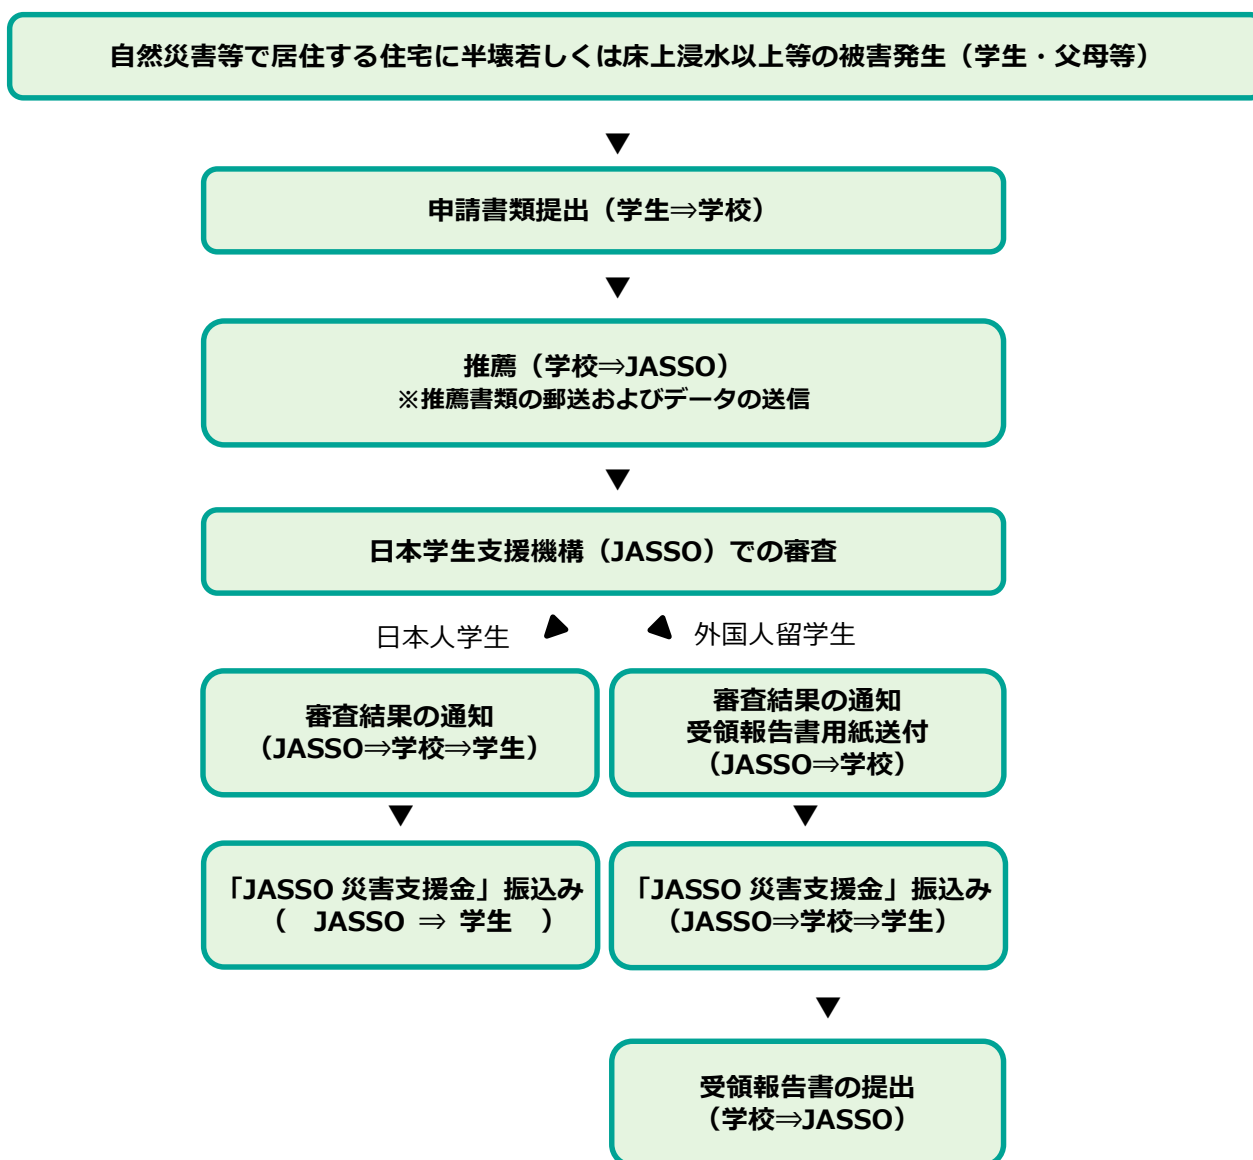 自然災害等で居住する住宅に半壊若しくは床上浸水以上等の被害発生（学生・父母等）
▼
申請書類提出（学生⇒学校）
▼
推薦（学校⇒JASSO）
※推薦書類の郵送およびデータの送信
▼
日本学生支援機構（JASSO）での審査
日本人学生
外国人留学生
審査結果の通知
（JASSO⇒学校⇒学生）
審査結果の通知
受領報告書用紙送付
（JASSO⇒学校）
▼
▼
「JASSO 災害支援金」振込み
（　JASSO ⇒ 学生　）
「JASSO 災害支援金」振込み
（JASSO⇒学校⇒学生）
▼
受領報告書の提出
（学校⇒JASSO）